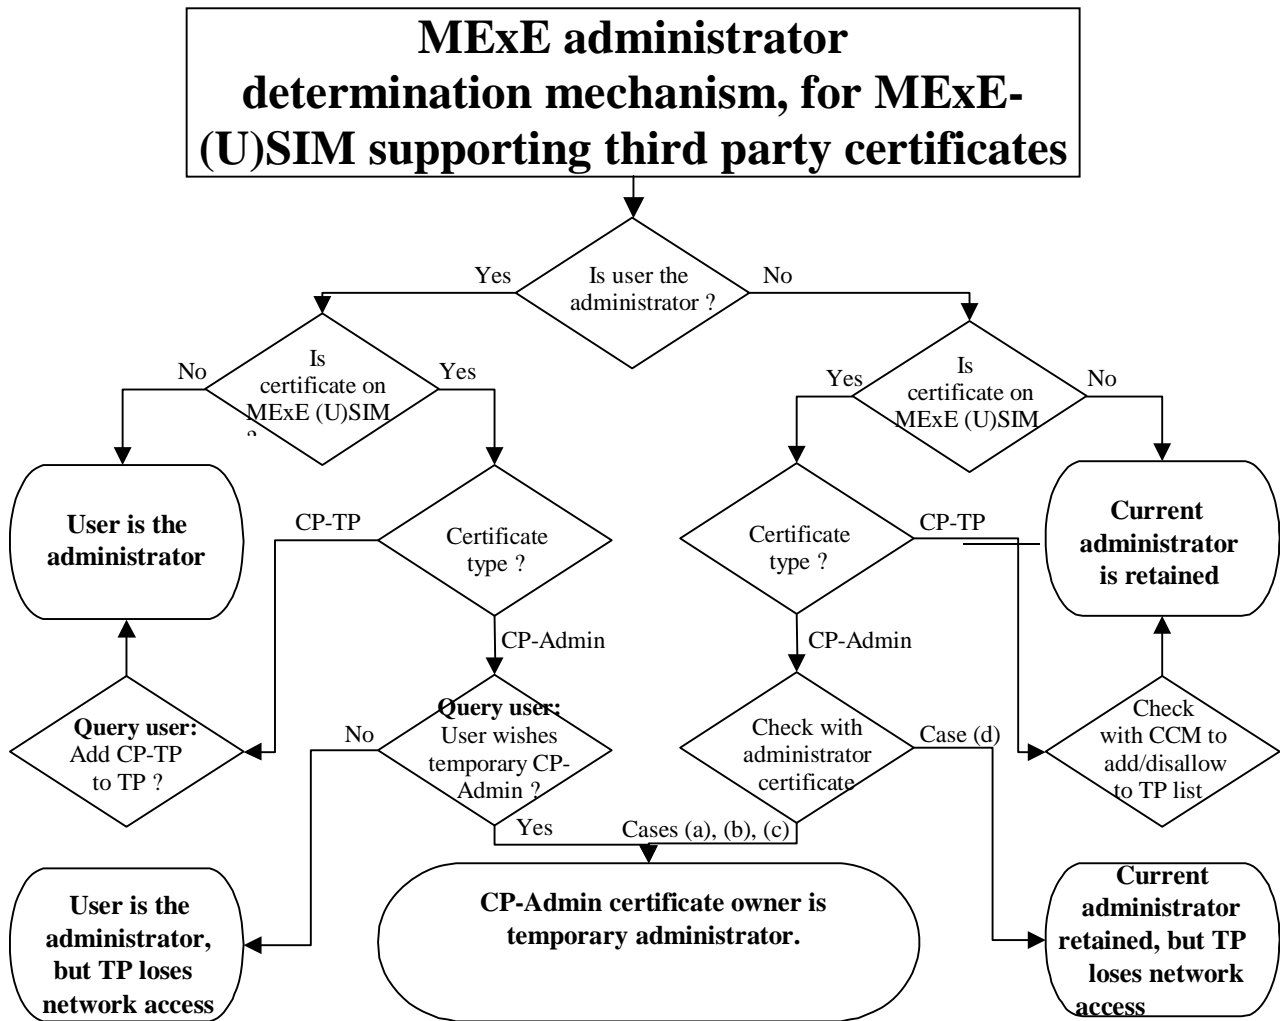 MExE administrator
determination mechanism, for MExE-
(U)SIM supporting third party certificates
Is user the
administrator ?
Yes
No
Is
certificate on
MExE (U)SIM
?
No
Yes
Is
certificate on
MExE (U)SIM
Yes
No
User is the
administrator
CP-TP
Certificate
type ?
Certificate
type ?
CP-TP
Current
administrator
is retained
CP-Admin
CP-Admin
Query user:
Add CP-TP
to TP ?
No
Query user:
User wishes
temporary CP-
Admin ?
Check with
administrator
certificate
Case (d)
Check
with CCM to
add/disallow
to TP list
Yes
Cases (a), (b), (c)
User is the
administrator,
but TP loses
network access
CP-Admin certificate owner is
temporary administrator.
Current
administrator
retained, but TP
loses network
access